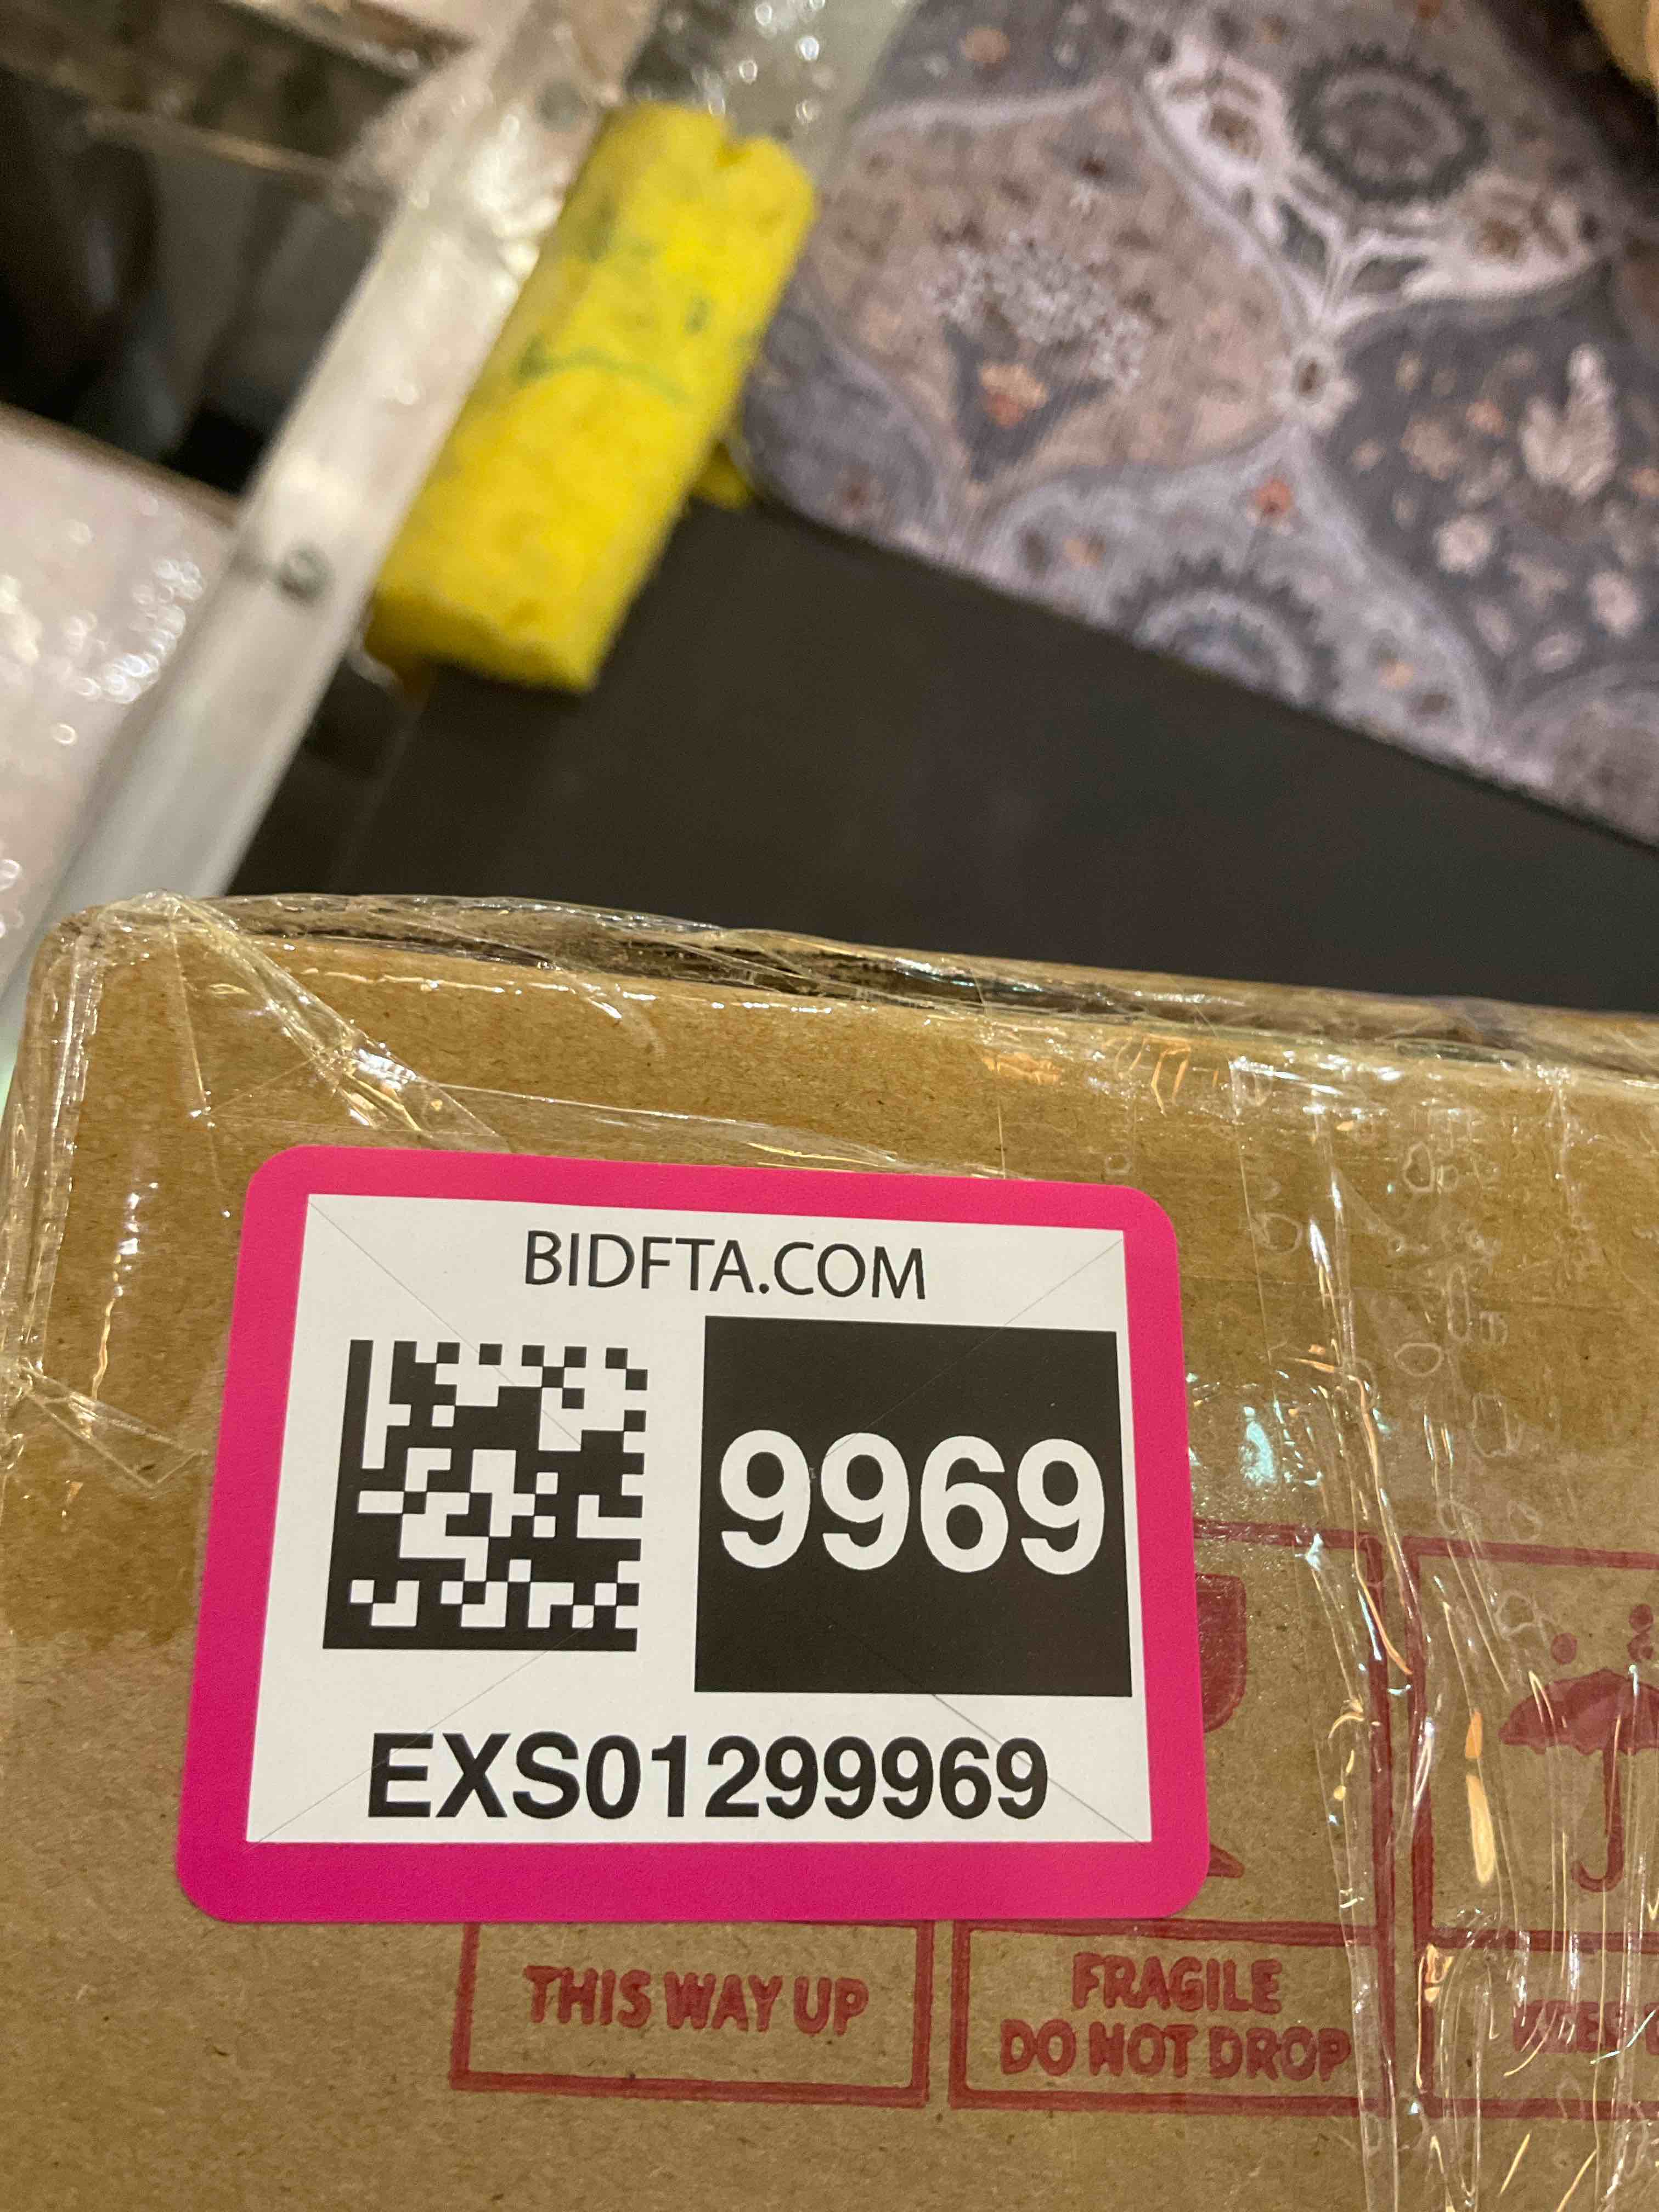 BIDFTA.COM
9969
EXS01299969
THIS WAY UP
FRAGILE
DO NOT DROP